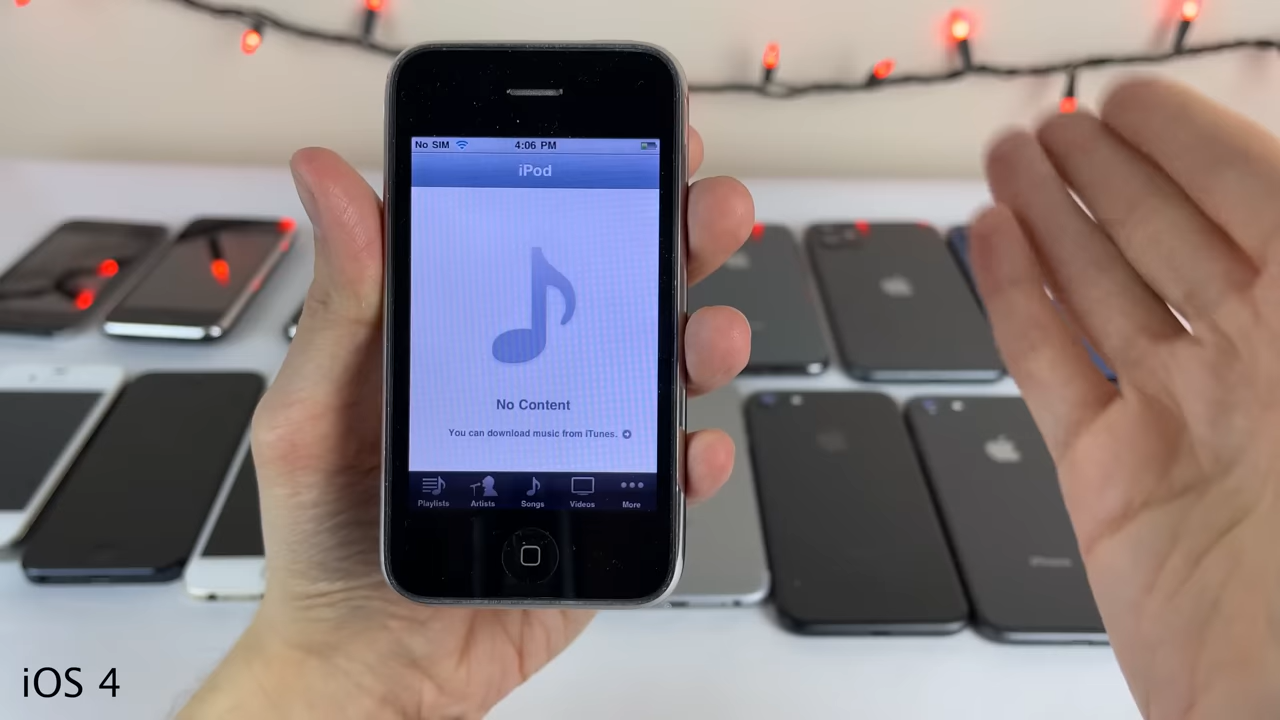 No SIM 4:06 PM
iPod
No Content
You can download music from iTunes.
Playlists Artists Songs Videos More
iPhone
iOS 4